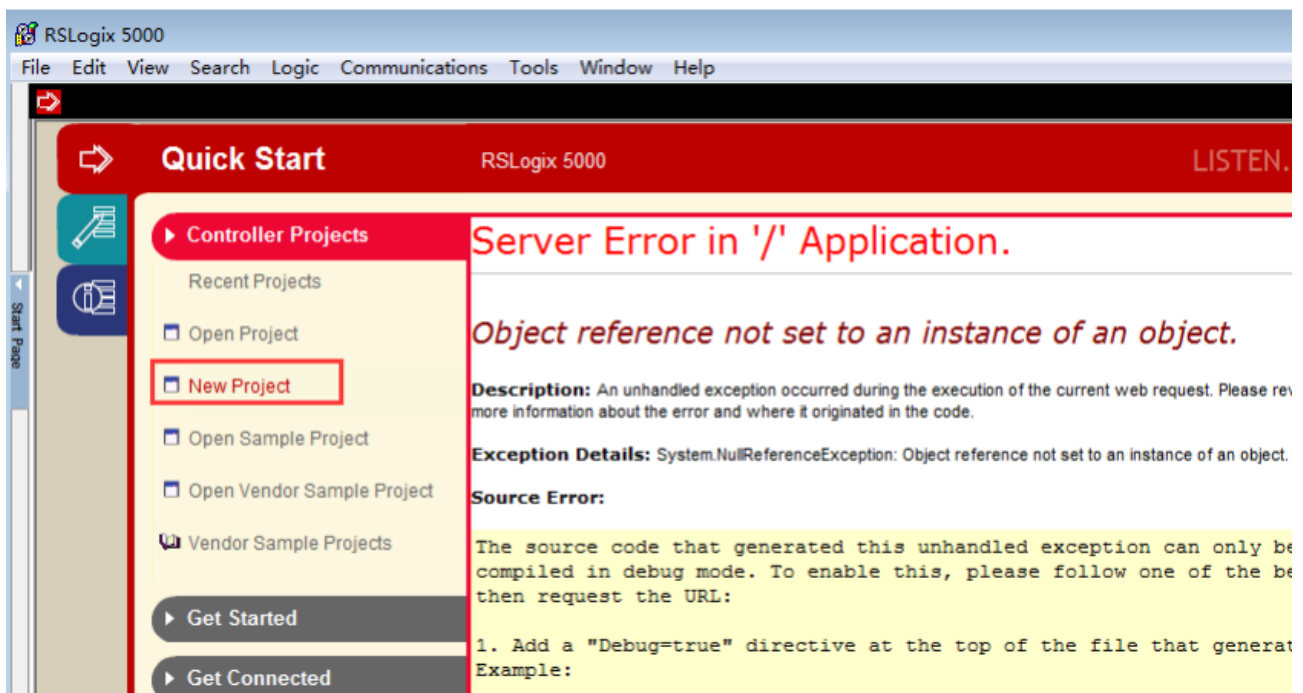 RSLogix 5000
File Edit View Search Logic Communications Tools Window Help
Quick Start
RSLogix 5000
LISTEN.
Start Page
Controller Projects
Recent Projects
Open Project
New Project
Open Sample Project
Open Vendor Sample Project
Vendor Sample Projects
Get Started
Get Connected
Server Error in '/' Application.
Object reference not set to an instance of an object.
Description: An unhandled exception occurred during the execution of the current web request. Please rev
more information about the error and where it originated in the code.
Exception Details: System.NullReferenceException: Object reference not set to an instance of an object.
Source Error:
The source code that generated this unhandled exception can only be
compiled in debug mode. To enable this, please follow one of the be
then request the URL:
1. Add a "Debug=true" directive at the top of the file that generat
Example: